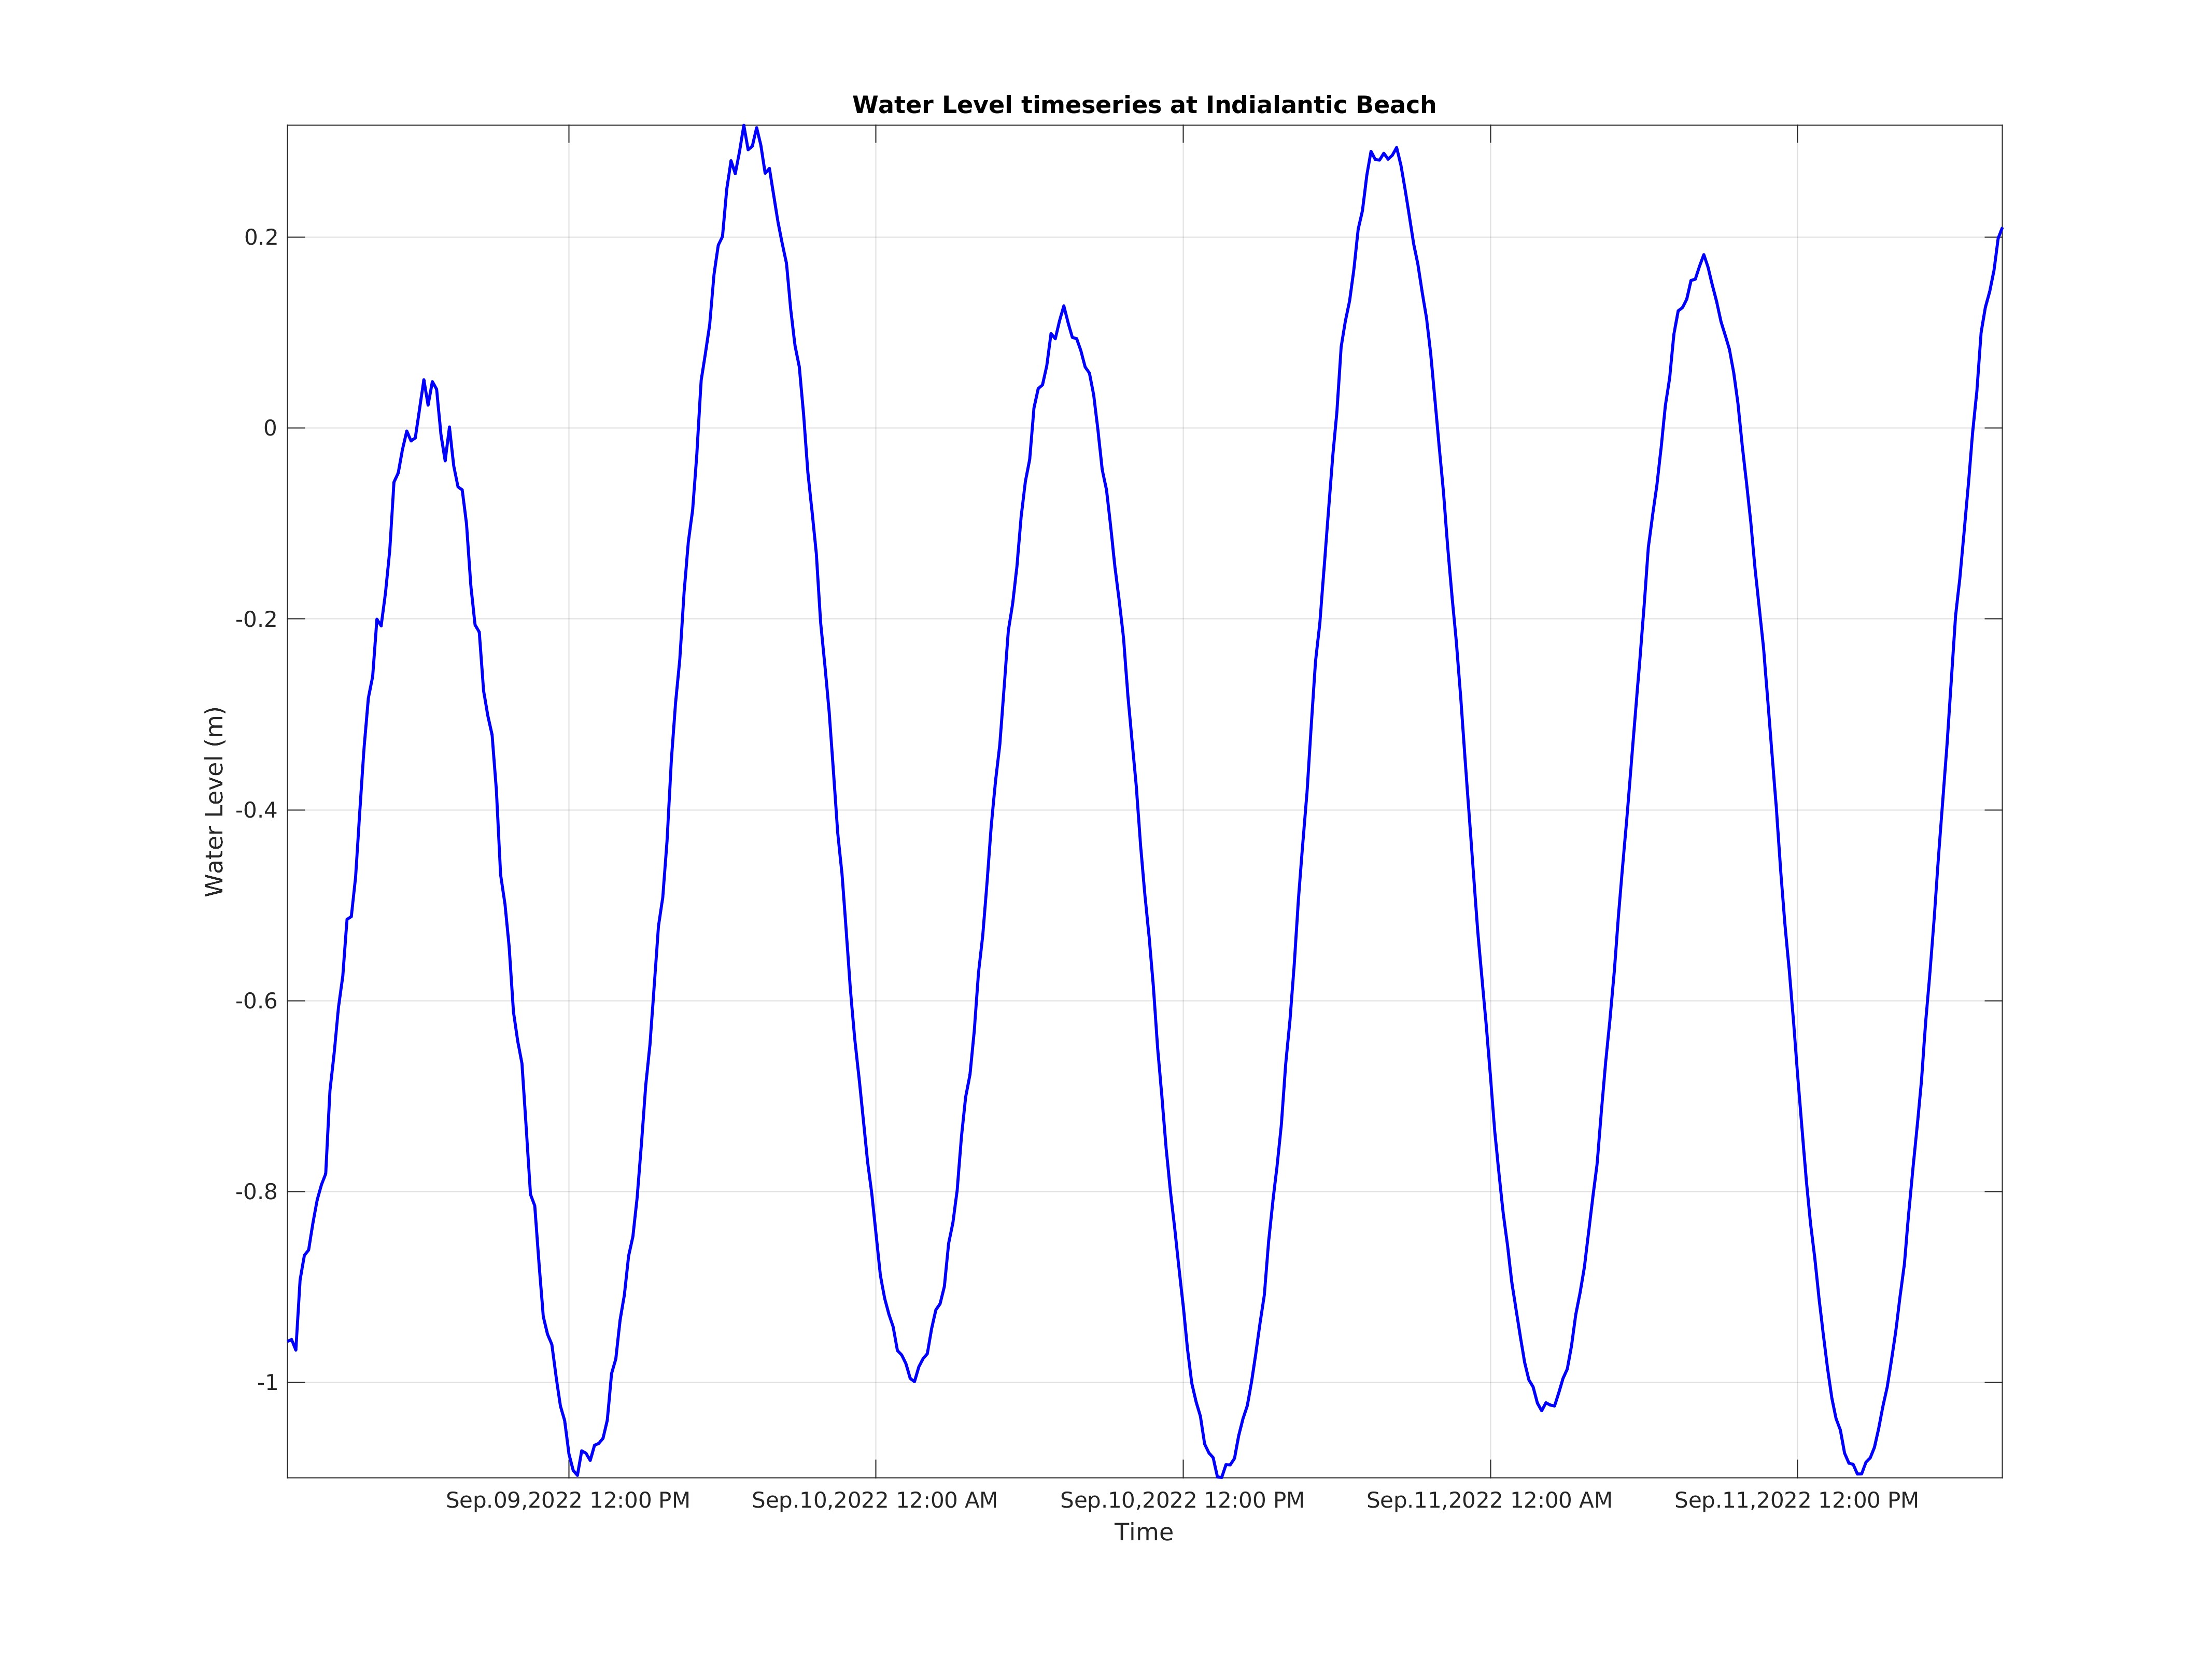 Water Level timeseries at Indialantic Beach
0.2
0
-0.2
-0.4
-0.6
-0.8
-1
Water Level (m)
Sep.09,2022 12:00 PM Sep.10,2022 12:00 AM Sep.10,2022 12:00 PM Sep.11,2022 12:00 AM Sep.11,2022 12:00 PM
Time